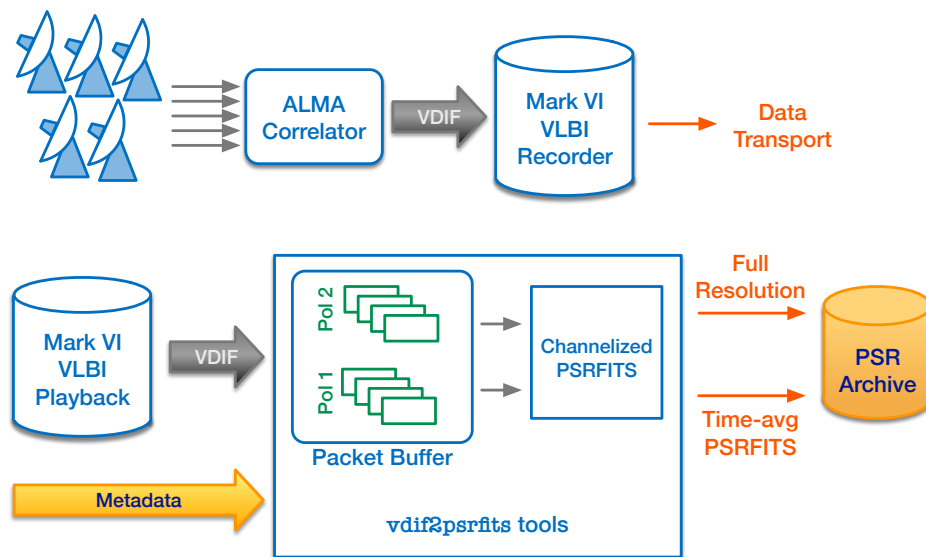 ALMA
Correlator
VDIF
Mark VI
VLBI
Recorder
Data
Transport
Mark VI
VLBI
Playback
VDIF
Metadata
Pol 2
Pol 1
Packet Buffer
Channelized
PSRFITS
vdif2psrfits tools
Full
Resolution
Time-avg
PSRFITS
PSR
Archive